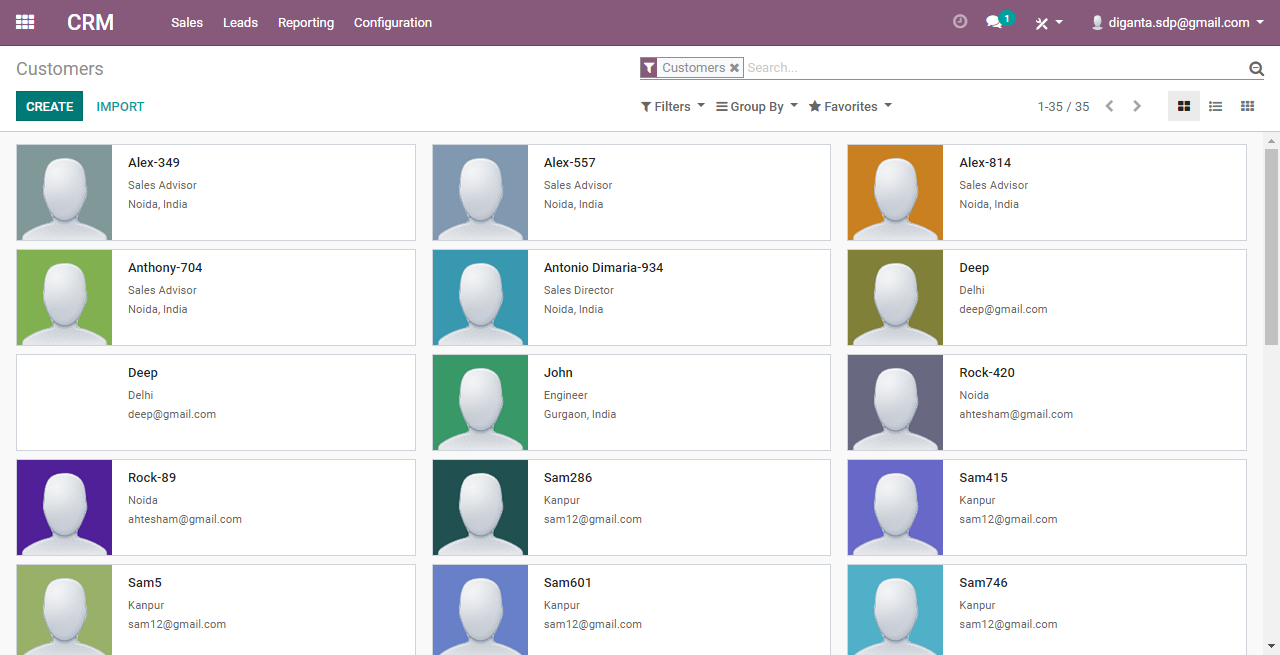 CRM Sales Leads Reporting Configuration 1 diganta.sdp@gmail.com
Customers Customers Search...
CREATE IMPORT Filters Group By Favorites 1-35 / 35
Alex-349
Sales Advisor
Noida, India
Alex-557
Sales Advisor
Noida, India
Alex-814
Sales Advisor
Noida, India
Anthony-704
Sales Advisor
Noida, India
Antonio Dimaria-934
Sales Director
Noida, India
Deep
Delhi
deep@gmail.com
Deep
Delhi
deep@gmail.com
John
Engineer
Gurgaon, India
Rock-420
Noida
ahtesham@gmail.com
Rock-89
Noida
ahtesham@gmail.com
Sam286
Kanpur
sam12@gmail.com
Sam415
Kanpur
sam12@gmail.com
Sam5
Kanpur
sam12@gmail.com
Sam601
Kanpur
sam12@gmail.com
Sam746
Kanpur
sam12@gmail.com